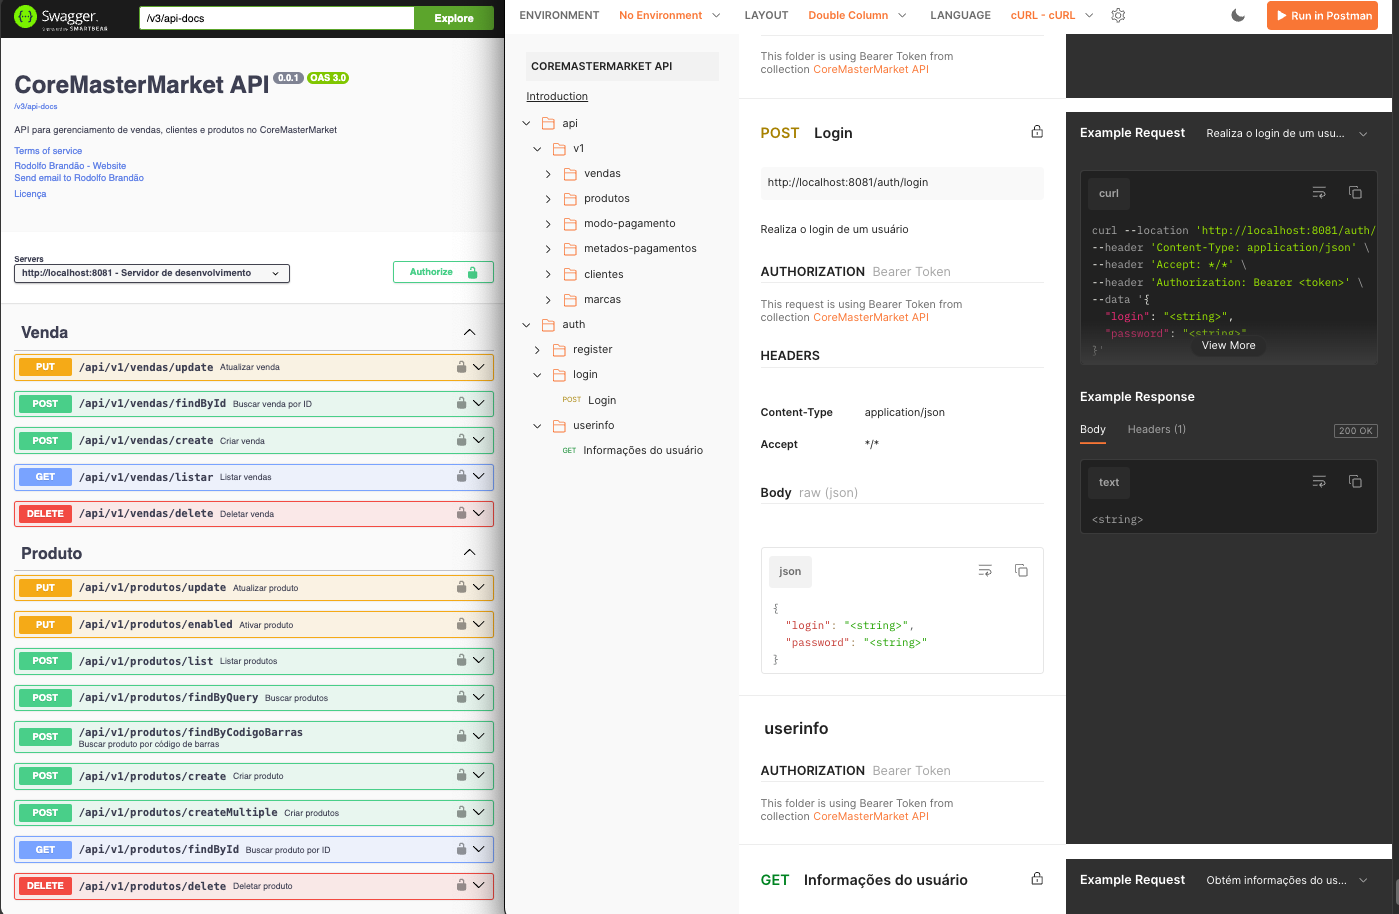 Swagger.
Supported by SMARTBEAR
/v3/api-docs
Explore
CoreMasterMarket API 0.0.1 OAS 3.0
/v3/api-docs
API para gerenciamento de vendas, clientes e produtos no CoreMasterMarket
Terms of service
Rodolfo Brandão - Website
Send email to Rodolfo Brandão
Licença
Servers
http://localhost:8081 - Servidor de desenvolvimento
Authorize
Venda
PUT /api/v1/vendas/update Atualizar venda
POST /api/v1/vendas/findById Buscar venda por ID
POST /api/v1/vendas/create Criar venda
GET /api/v1/vendas/listar Listar vendas
DELETE /api/v1/vendas/delete Deletar venda
Produto
PUT /api/v1/produtos/update Atualizar produto
PUT /api/v1/produtos/enabled Ativar produto
POST /api/v1/produtos/list Listar produtos
POST /api/v1/produtos/findByQuery Buscar produtos
POST /api/v1/produtos/findByCodigoBarras
Buscar produto por código de barras
POST /api/v1/produtos/create Criar produto
POST /api/v1/produtos/createMultiple Criar produtos
GET /api/v1/produtos/findById Buscar produto por ID
DELETE /api/v1/produtos/delete Deletar produto
ENVIRONMENT No Environment LAYOUT Double Column LANGUAGE cURL - cURL Run in Postman
COREMASTERMARKET API
Introduction
api
v1
vendas
produtos
modo-pagamento
metados-pagamentos
clientes
marcas
auth
register
login
POST Login
userinfo
GET Informações do usuário
This folder is using Bearer Token from
collection CoreMasterMarket API
POST Login
http://localhost:8081/auth/login
Realiza o login de um usuário
AUTHORIZATION Bearer Token
This request is using Bearer Token from
collection CoreMasterMarket API
HEADERS
Content-Type application/json
Accept */*
Body raw (json)
json
{
"login": "<string>",
"password": "<string>"
}
userinfo
AUTHORIZATION Bearer Token
This folder is using Bearer Token from
collection CoreMasterMarket API
GET Informações do usuário
Example Request Realiza o login de um usu...
curl
curl --location 'http://localhost:8081/auth/
--header 'Content-Type: application/json' \
--header 'Accept: */*' \
--header 'Authorization: Bearer <token>' \
--data '{
"login": "<string>",
"password": "<string>"
}'
View More
Example Response
Body Headers (1) 200 OK
text
<string>
Example Request Obtém informações do us...